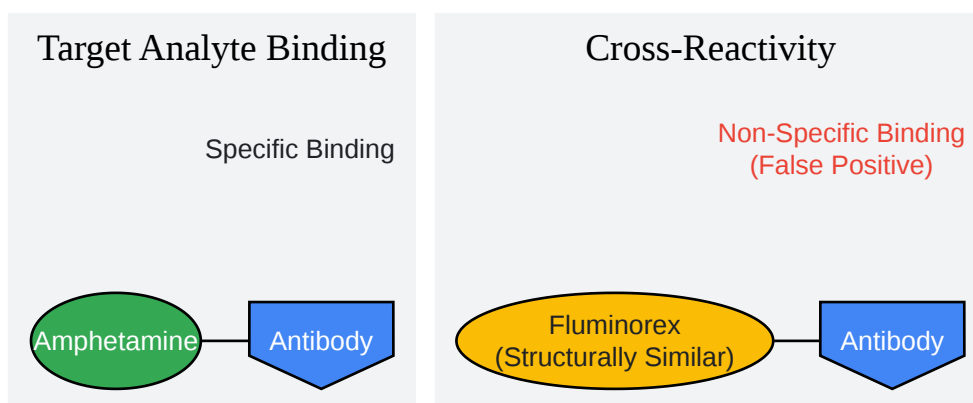 Target Analyte Binding
Specific Binding
Amphetamine
Antibody
Cross-Reactivity
Non-Specific Binding
(False Positive)
Fluminorex
(Structurally Similar)
Antibody